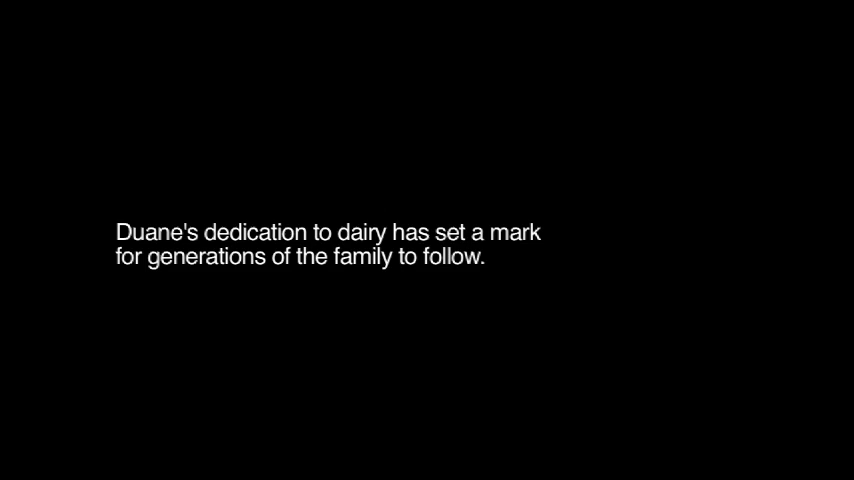 Duane's dedication to dairy has set a mark
for generations of the family to follow.